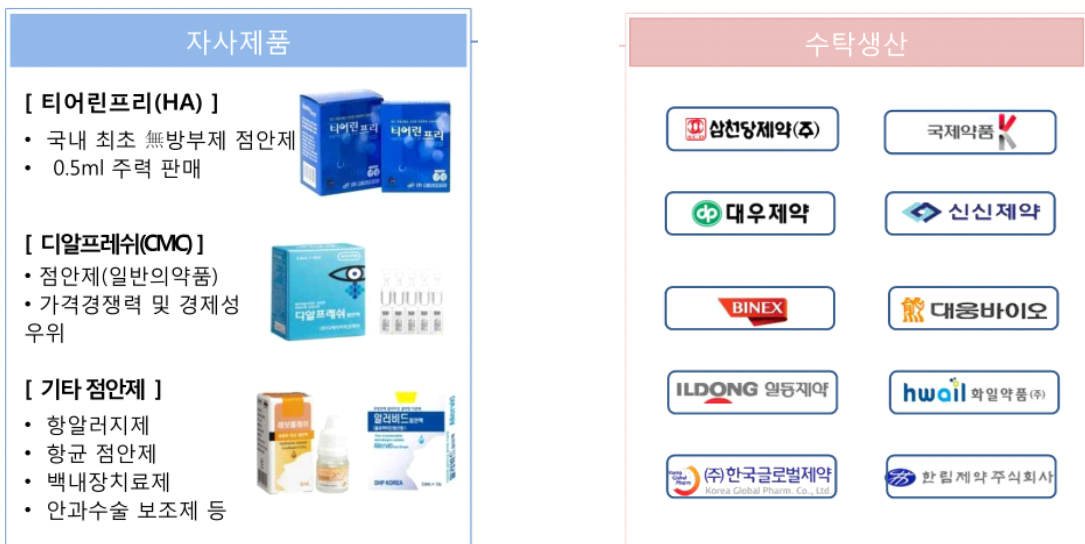 자사제품
[ 티어린프리(HA) ]
• 국내 최초 無방부제 점안제
• 0.5ml 주력 판매
티어린프리
티어린프리
[ 디알프레쉬(CMC) ]
• 점안제(일반의약품)
• 가격경쟁력 및 경제성
우위
디알프레쉬
[ 기타 점안제 ]
• 항알러지제
• 항균 점안제
• 백내장치료제
• 안과수술 보조제 등
알러비드
DHP KOREA
수탁생산
삼천당제약(주)
국제약품
dp 대우제약
신신제약
BINEX
대웅바이오
ILDONG 일동제약
hwail 화일약품(주)
Korea Global Pharm (주)한국글로벌제약
Korea Global Pharm. Co., Ltd.
한림제약 주식회사